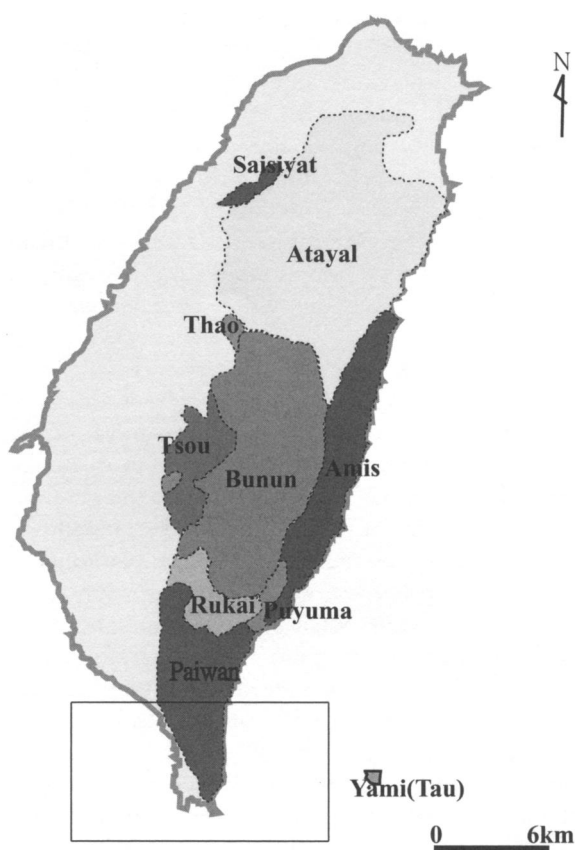 N
Saisiyat
Atayal
Thao
Tsou
Bunun
Amis
Rukai
Puyuma
Paiwan
Yami(Tau)
0 6km